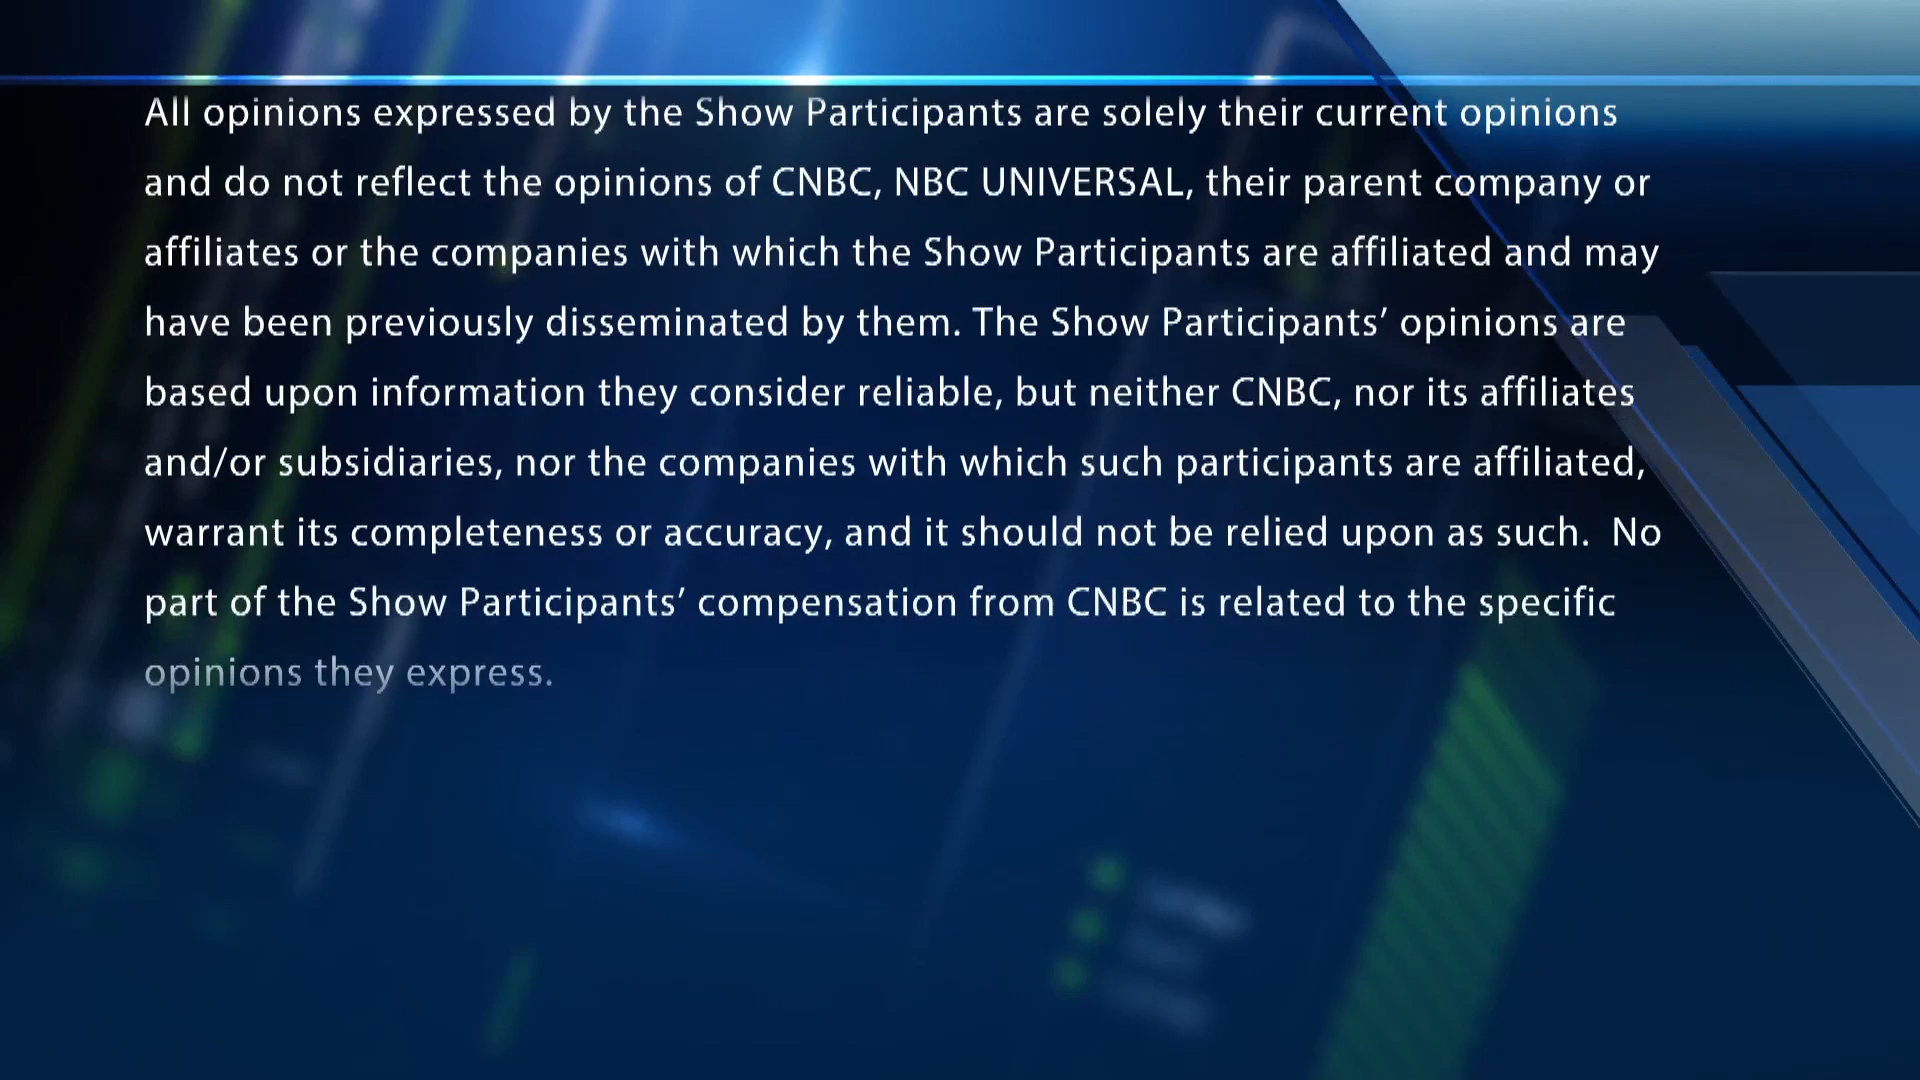 All opinions expressed by the Show Participants are solely their current opinions
and do not reflect the opinions of CNBC, NBC UNIVERSAL, their parent company or
affiliates or the companies with which the Show Participants are affiliated and may
have been previously disseminated by them. The Show Participants’ opinions are
based upon information they consider reliable, but neither CNBC, nor its affiliates
and/or subsidiaries, nor the companies with which such participants are affiliated,
warrant its completeness or accuracy, and it should not be relied upon as such.  No
part of the Show Participants’ compensation from CNBC is related to the specific
opinions they express.